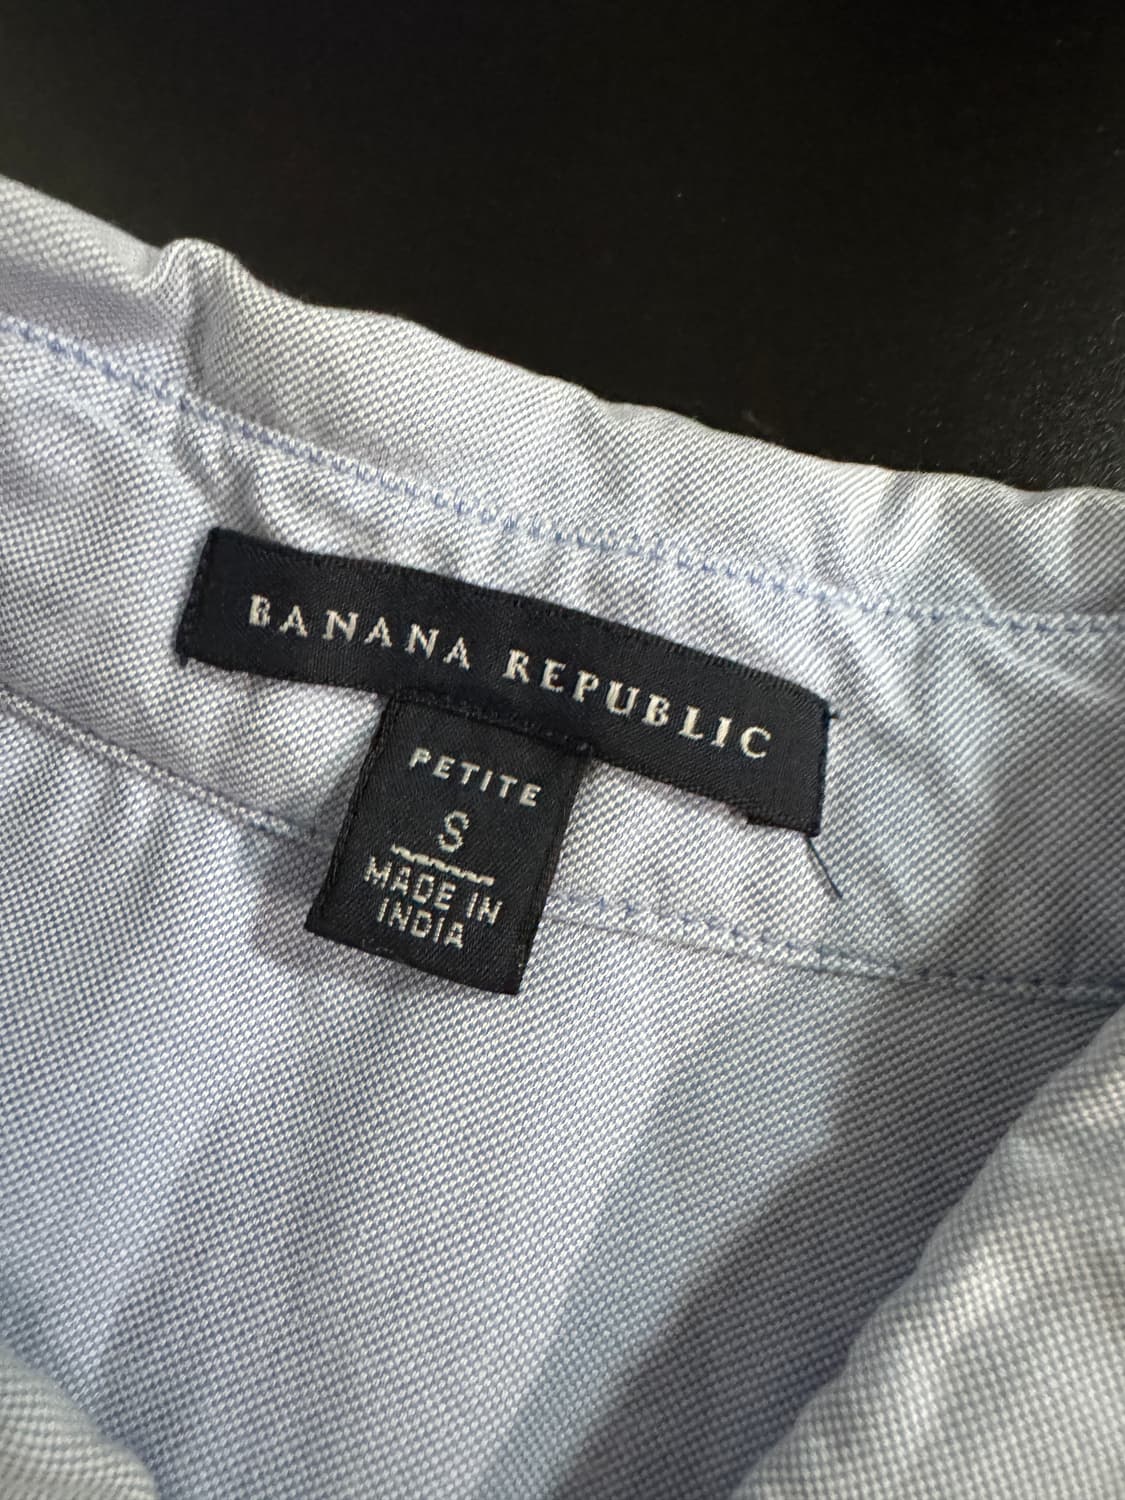 BANANA REPUBLIC
PETITE
S
MADE IN
INDIA